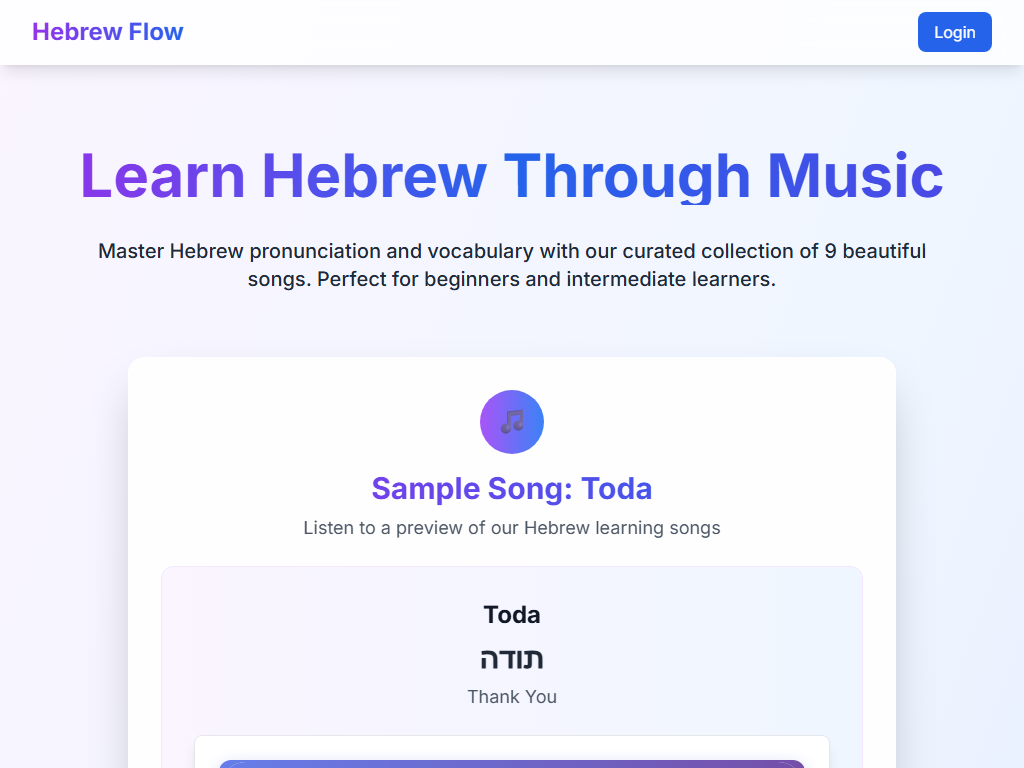 Hebrew Flow
Login
Learn Hebrew Through Music
Master Hebrew pronunciation and vocabulary with our curated collection of 9 beautiful
songs. Perfect for beginners and intermediate learners.
Sample Song: Toda
Listen to a preview of our Hebrew learning songs
Toda
תודה
Thank You